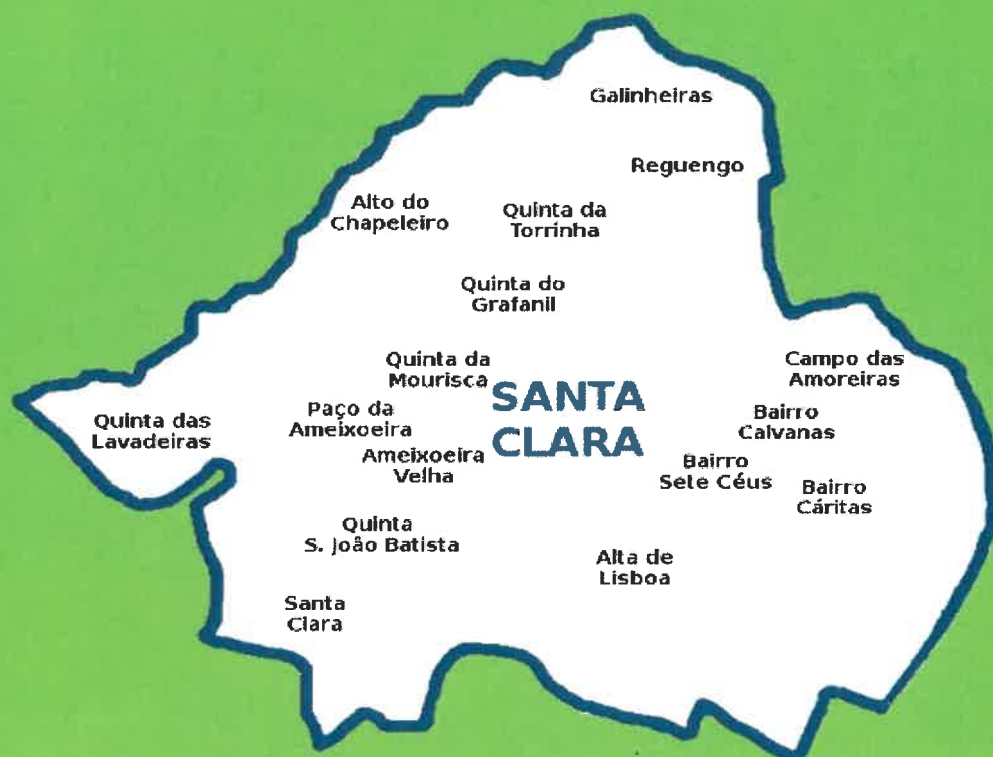 Galinheiras
Reguengo
Alto do
Chapeleiro
Quinta da
Torrinha
Quinta do
Grafanil
Quinta da
Mourisca
SANTA
CLARA
Campo das
Amoreiras
Quinta das
Lavadeiras
Paço da
Ameixoeira
Bairro
Calvanas
Ameixoeira
Velha
Bairro
Sete Céus
Bairro
Cáritas
Quinta
S. João Batista
Alta de
Lisboa
Santa
Clara